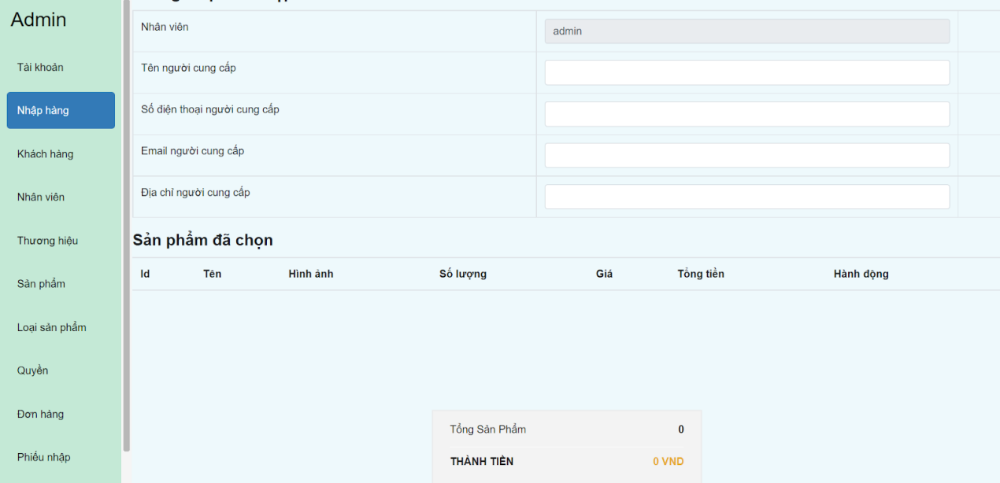 Admin
Tài khoản
Nhập hàng
Khách hàng
Nhân viên
Thương hiệu
Sản phẩm
Loại sản phẩm
Quyền
Đơn hàng
Phiếu nhập
Nhân viên
admin
Tên người cung cấp
Số điện thoại người cung cấp
Email người cung cấp
Địa chỉ người cung cấp
Sản phẩm đã chọn
Id Tên Hình ảnh Số lượng Giá Tổng tiền Hành động
Tổng Sản Phẩm 0
THÀNH TIỀN 0 VND